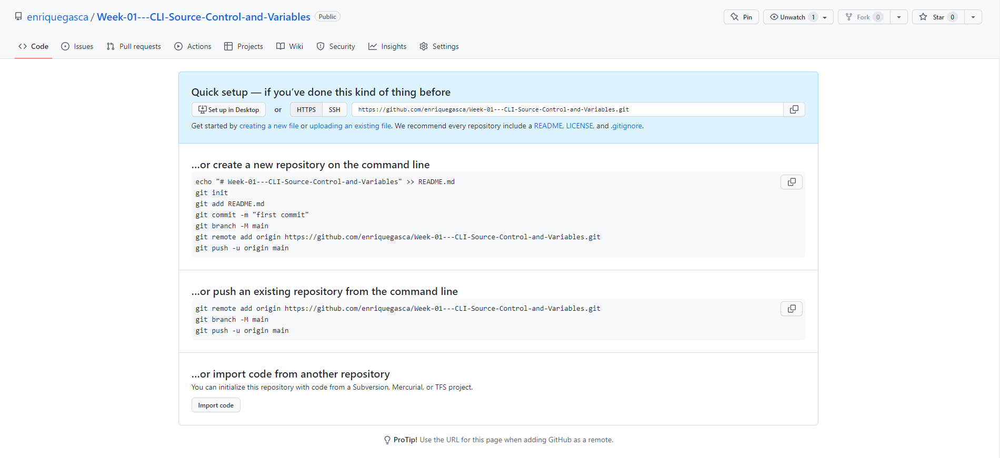 enriquegasca / Week-01---CLI-Source-Control-and-Variables Public
Pin Unwatch 1 Fork 0 Star 0
Code Issues Pull requests Actions Projects Wiki Security Insights Settings
Quick setup — if you’ve done this kind of thing before
Set up in Desktop or HTTPS SSH https://github.com/enriquegasca/Week-01---CLI-Source-Control-and-Variables.git
Get started by creating a new file or uploading an existing file. We recommend every repository include a README, LICENSE, and .gitignore.
…or create a new repository on the command line
echo "# Week-01---CLI-Source-Control-and-Variables" >> README.md
git init
git add README.md
git commit -m "first commit"
git branch -M main
git remote add origin https://github.com/enriquegasca/Week-01---CLI-Source-Control-and-Variables.git
git push -u origin main
…or push an existing repository from the command line
git remote add origin https://github.com/enriquegasca/Week-01---CLI-Source-Control-and-Variables.git
git branch -M main
git push -u origin main
…or import code from another repository
You can initialize this repository with code from a Subversion, Mercurial, or TFS project.
Import code
ProTip! Use the URL for this page when adding GitHub as a remote.